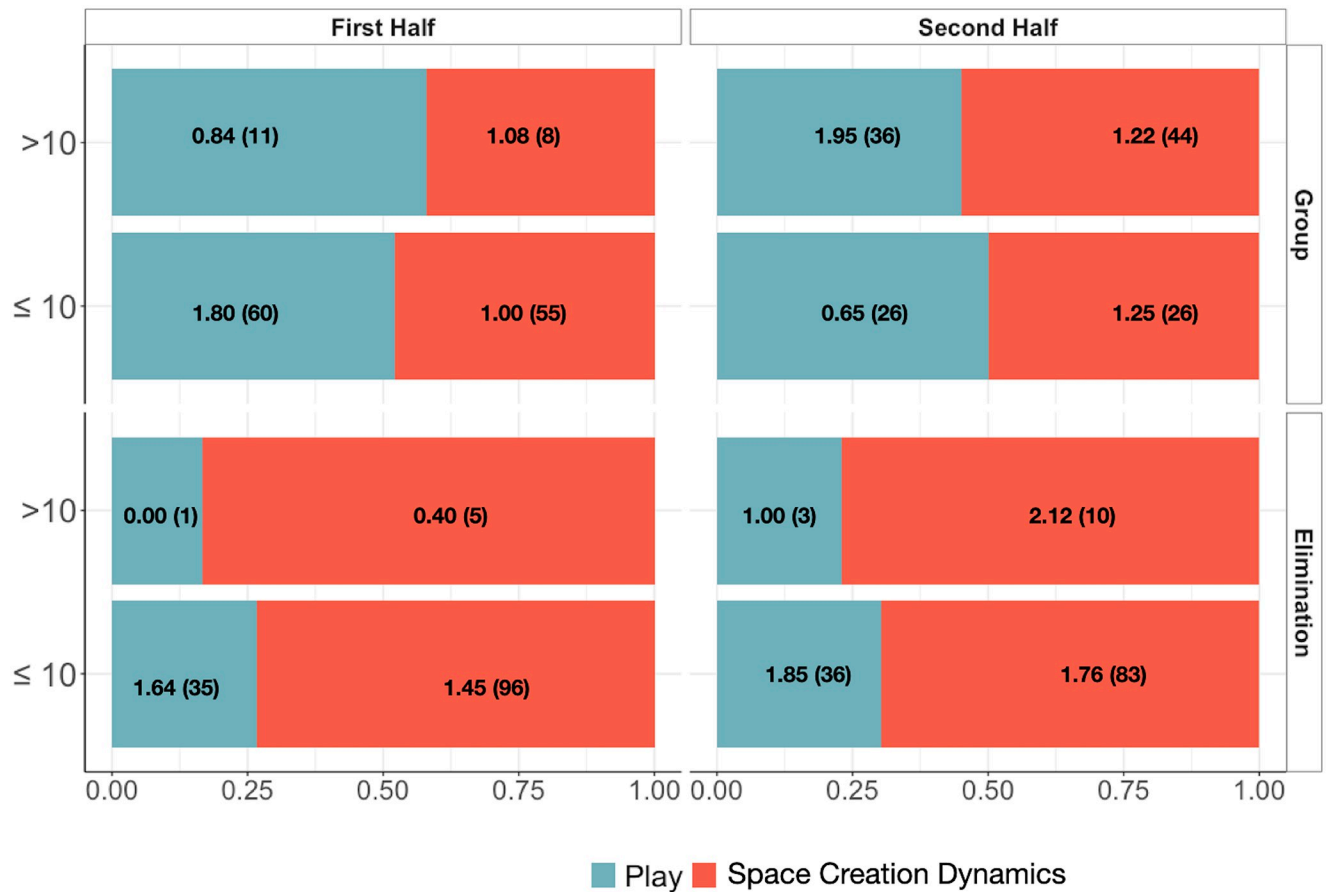 First Half Second Half
>10 0.84 (11) 1.08 (8) 1.95 (36) 1.22 (44)
Group
≤ 10 1.80 (60) 1.00 (55) 0.65 (26) 1.25 (26)
>10 0.00 (1) 0.40 (5) 1.00 (3) 2.12 (10)
Elimination
≤ 10 1.64 (35) 1.45 (96) 1.85 (36) 1.76 (83)
0.00 0.25 0.50 0.75 1.00 0.00 0.25 0.50 0.75 1.00
Play Space Creation Dynamics